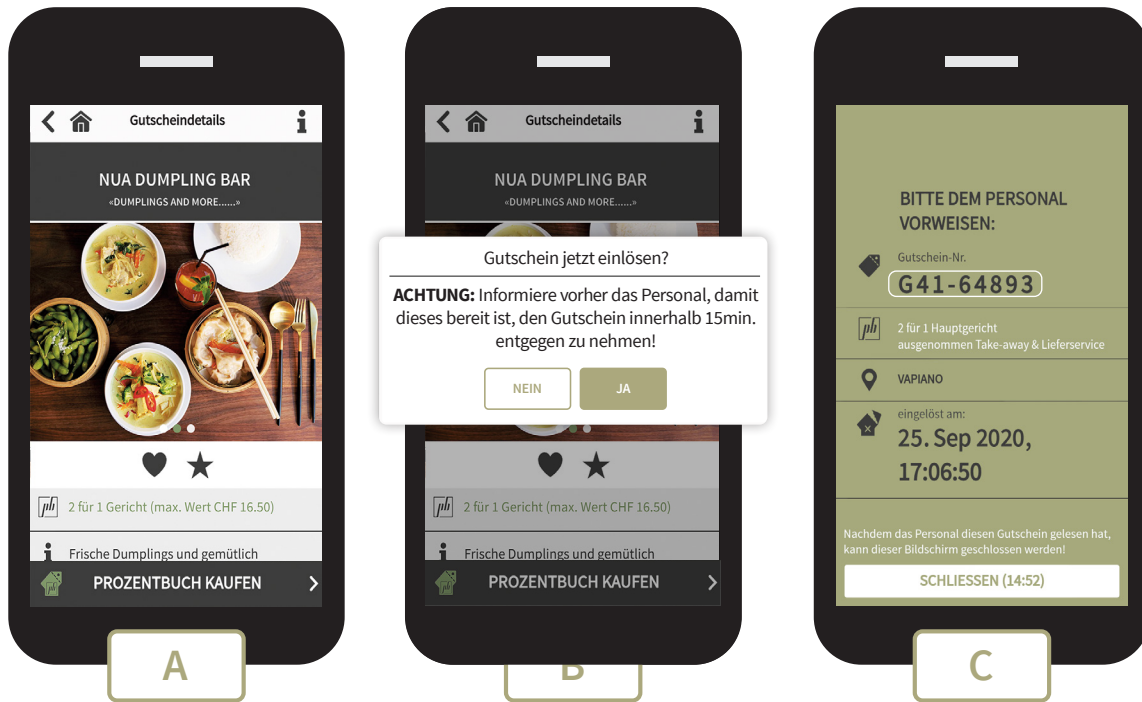 Gutscheindetails
NUA DUMPLING BAR
«DUMPLINGS AND MORE......»
ph
2 für 1 Gericht (max. Wert CHF 16.50)
Frische Dumplings und gemütlich
ph
PROZENTBUCH KAUFEN
A
Gutscheindetails
NUA DUMPLING BAR
«DUMPLINGS AND MORE......»
Gutschein jetzt einlösen?
ACHTUNG: Informiere vorher das Personal, damit
dieses bereit ist, den Gutschein innerhalb 15min.
entgegen zu nehmen!
NEIN
JA
ph
2 für 1 Gericht (max. Wert CHF 16.50)
Frische Dumplings und gemütlich
ph
PROZENTBUCH KAUFEN
B
BITTE DEM PERSONAL
VORWEISEN:
Gutschein-Nr.
G41-64893
ph
2 für 1 Hauptgericht
ausgenommen Take-away & Lieferservice
VAPIANO
eingelöst am:
25. Sep 2020,
17:06:50
Nachdem das Personal diesen Gutschein gelesen hat,
kann dieser Bildschirm geschlossen werden!
SCHLIESSEN (14:52)
C